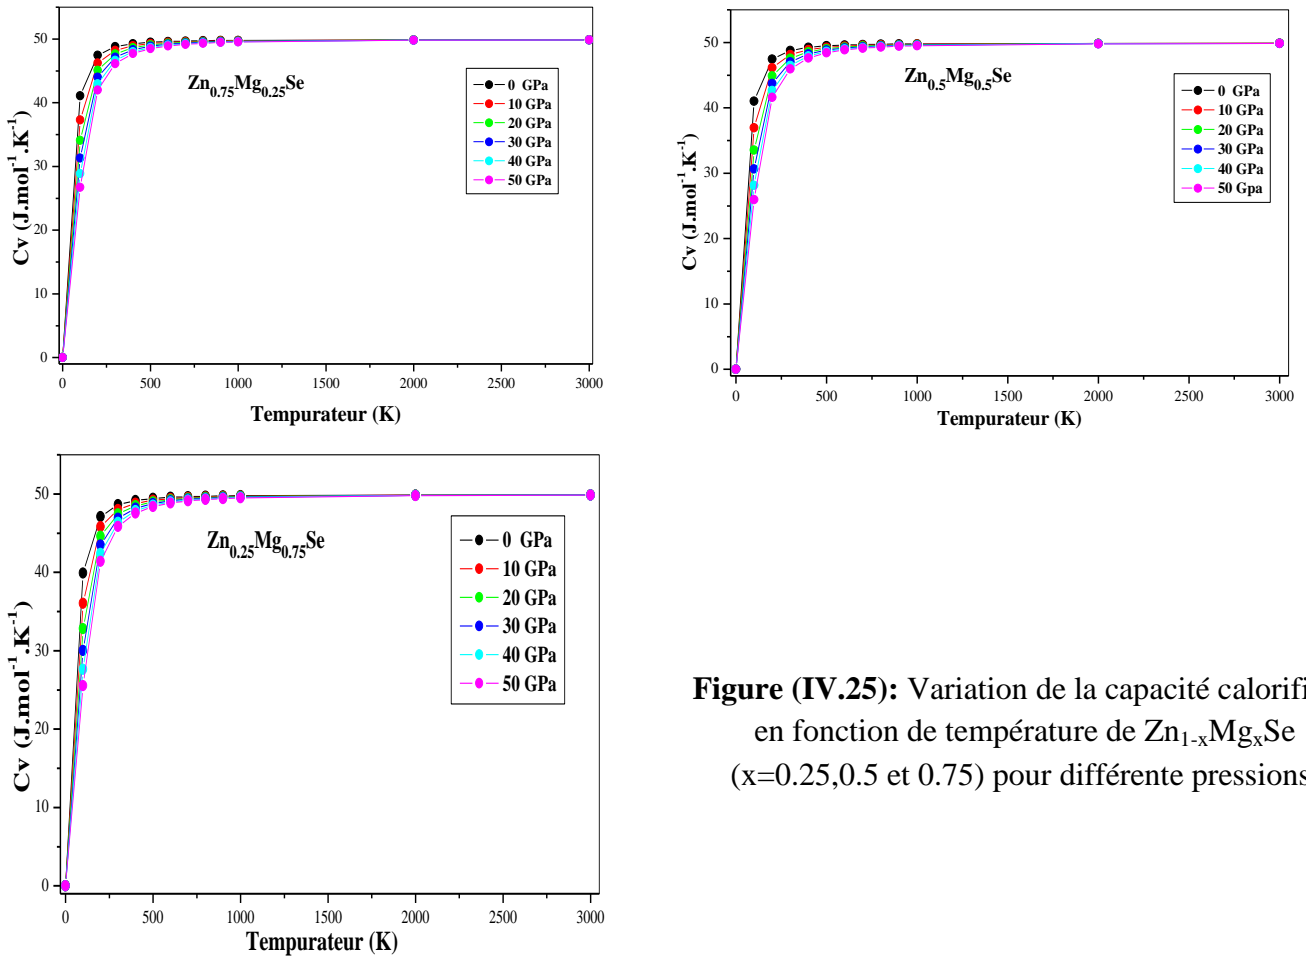 Zn0.75Mg0.25Se
0 GPa
10 GPa
20 GPa
30 GPa
40 GPa
50 GPa
Cv (J.mol-1.K-1)
50
40
30
20
10
0
0 500 1000 1500 2000 2500 3000
Tempurateur (K)
Zn0.5Mg0.5Se
0 GPa
10 GPa
20 GPa
30 GPa
40 GPa
50 Gpa
Cv (J.mol-1.K-1)
50
40
30
20
10
0
0 500 1000 1500 2000 2500 3000
Tempurateur (K)
Zn0.25Mg0.75Se
0 GPa
10 GPa
20 GPa
30 GPa
40 GPa
50 GPa
Cv (J.mol-1.K-1)
50
40
30
20
10
0
0 500 1000 1500 2000 2500 3000
Tempurateur (K)
Figure (IV.25): Variation de la capacité calorifi
en fonction de température de Zn1-xMgxSe
(x=0.25,0.5 et 0.75) pour différente pressions